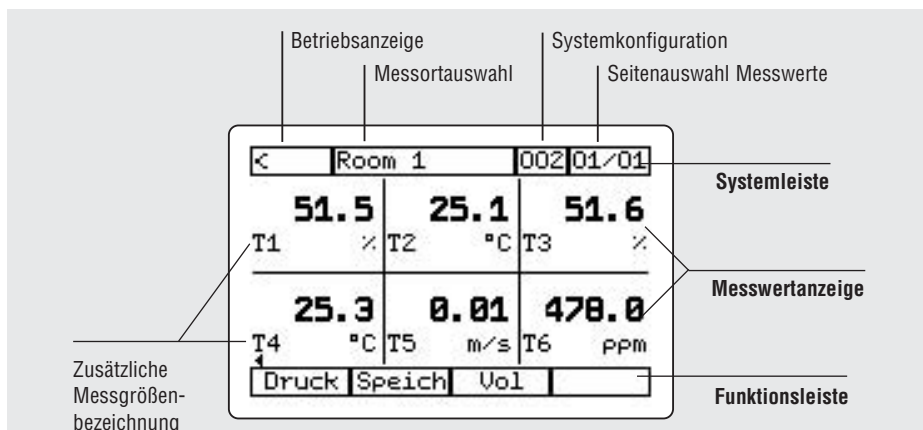 Betriebsanzeige
Systemkonfiguration
Messortauswahl
Seitenauswahl Messwerte
< Room 1 002 01/01
Systemleiste
51.5 25.1 51.6
T1 % T2 °C T3 %
Messwertanzeige
25.3 0.01 478.0
T4 °C T5 m/s T6 ppm
Zusätzliche
Messgrößen-
bezeichnung
Druck Speich Vol
Funktionsleiste